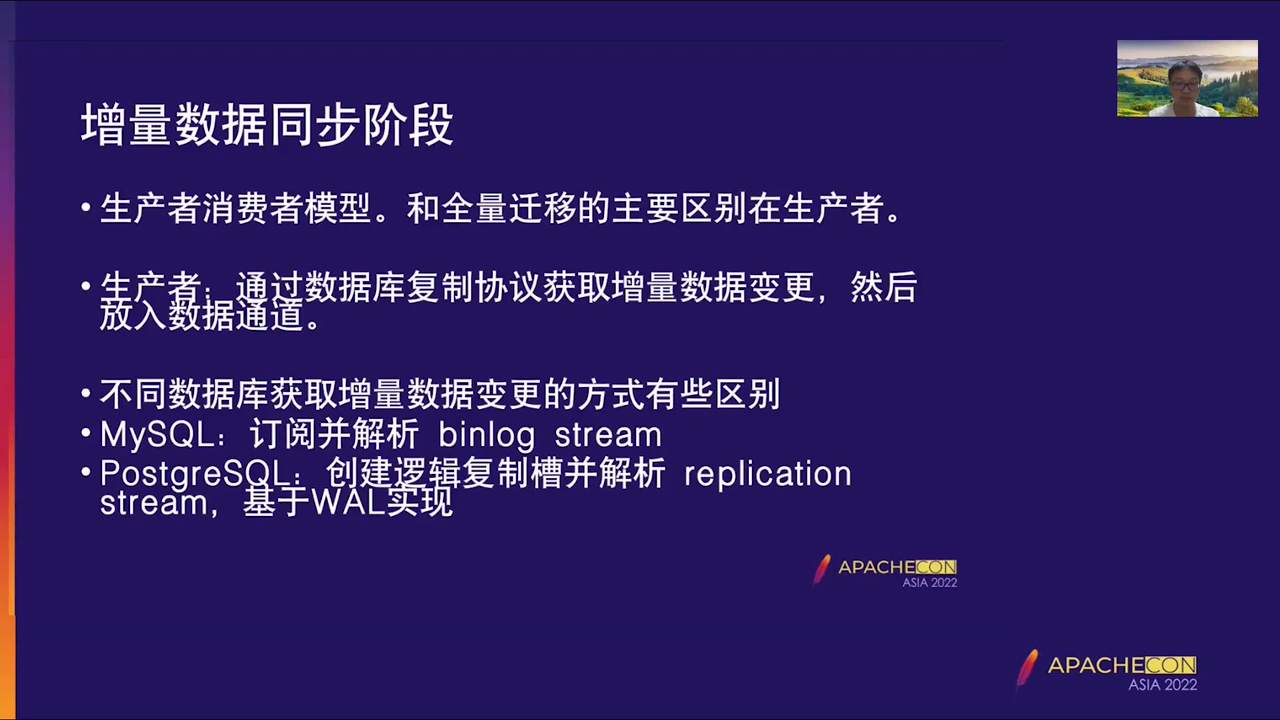 增量数据同步阶段
• 生产者消费者模型。和全量迁移的主要区别在生产者。
• 生产者：通过数据库复制协议获取增量数据变更，然后
放入数据通道。
• 不同数据库获取增量数据变更的方式有些区别
• MySQL：订阅并解析 binlog stream
• PostgreSQL：创建逻辑复制槽并解析 replication
stream，基于WAL实现
APACHECON
ASIA 2022
APACHECON
ASIA 2022